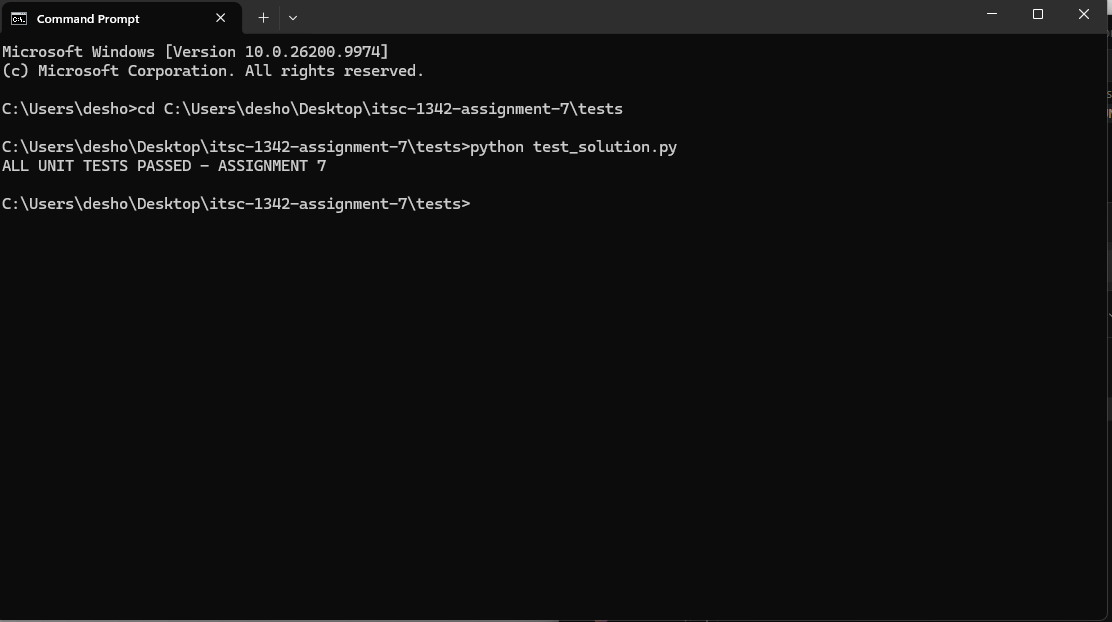 Command Prompt
Microsoft Windows [Version 10.0.26200.9974]
(c) Microsoft Corporation. All rights reserved.
C:\Users\desho>cd C:\Users\desho\Desktop\itsc-1342-assignment-7\tests
C:\Users\desho\Desktop\itsc-1342-assignment-7\tests>python test_solution.py
ALL UNIT TESTS PASSED - ASSIGNMENT 7
C:\Users\desho\Desktop\itsc-1342-assignment-7\tests>